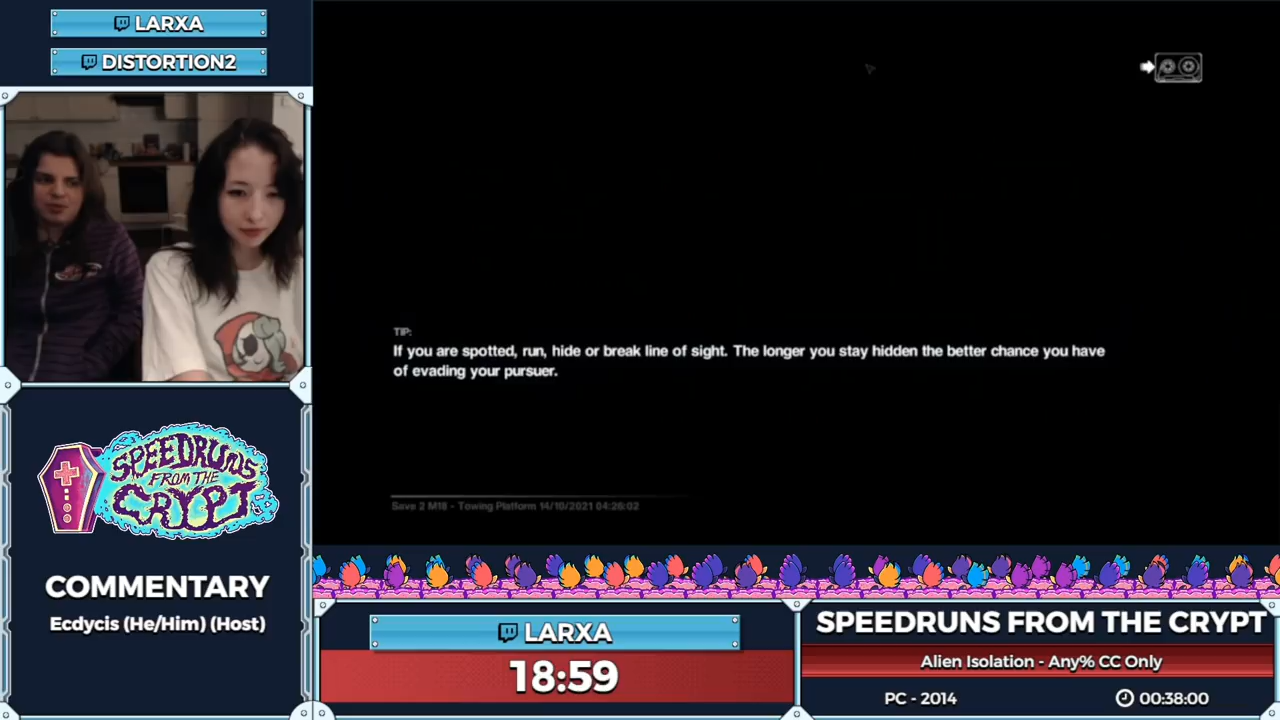 LARXA
DISTORTION2
TIP:
If you are spotted, run, hide or break line of sight. The longer you stay hidden the better chance you have
of evading your pursuer.
Save 2 M18 - Towing Platform 14/10/2021 04:26:02
SPEEDRUNS
FROM THE
CRYPT
COMMENTARY
Ecdycis (He/Him) (Host)
LARXA
18:59
SPEEDRUNS FROM THE CRYPT
Alien Isolation - Any% CC Only
PC - 2014
00:38:00